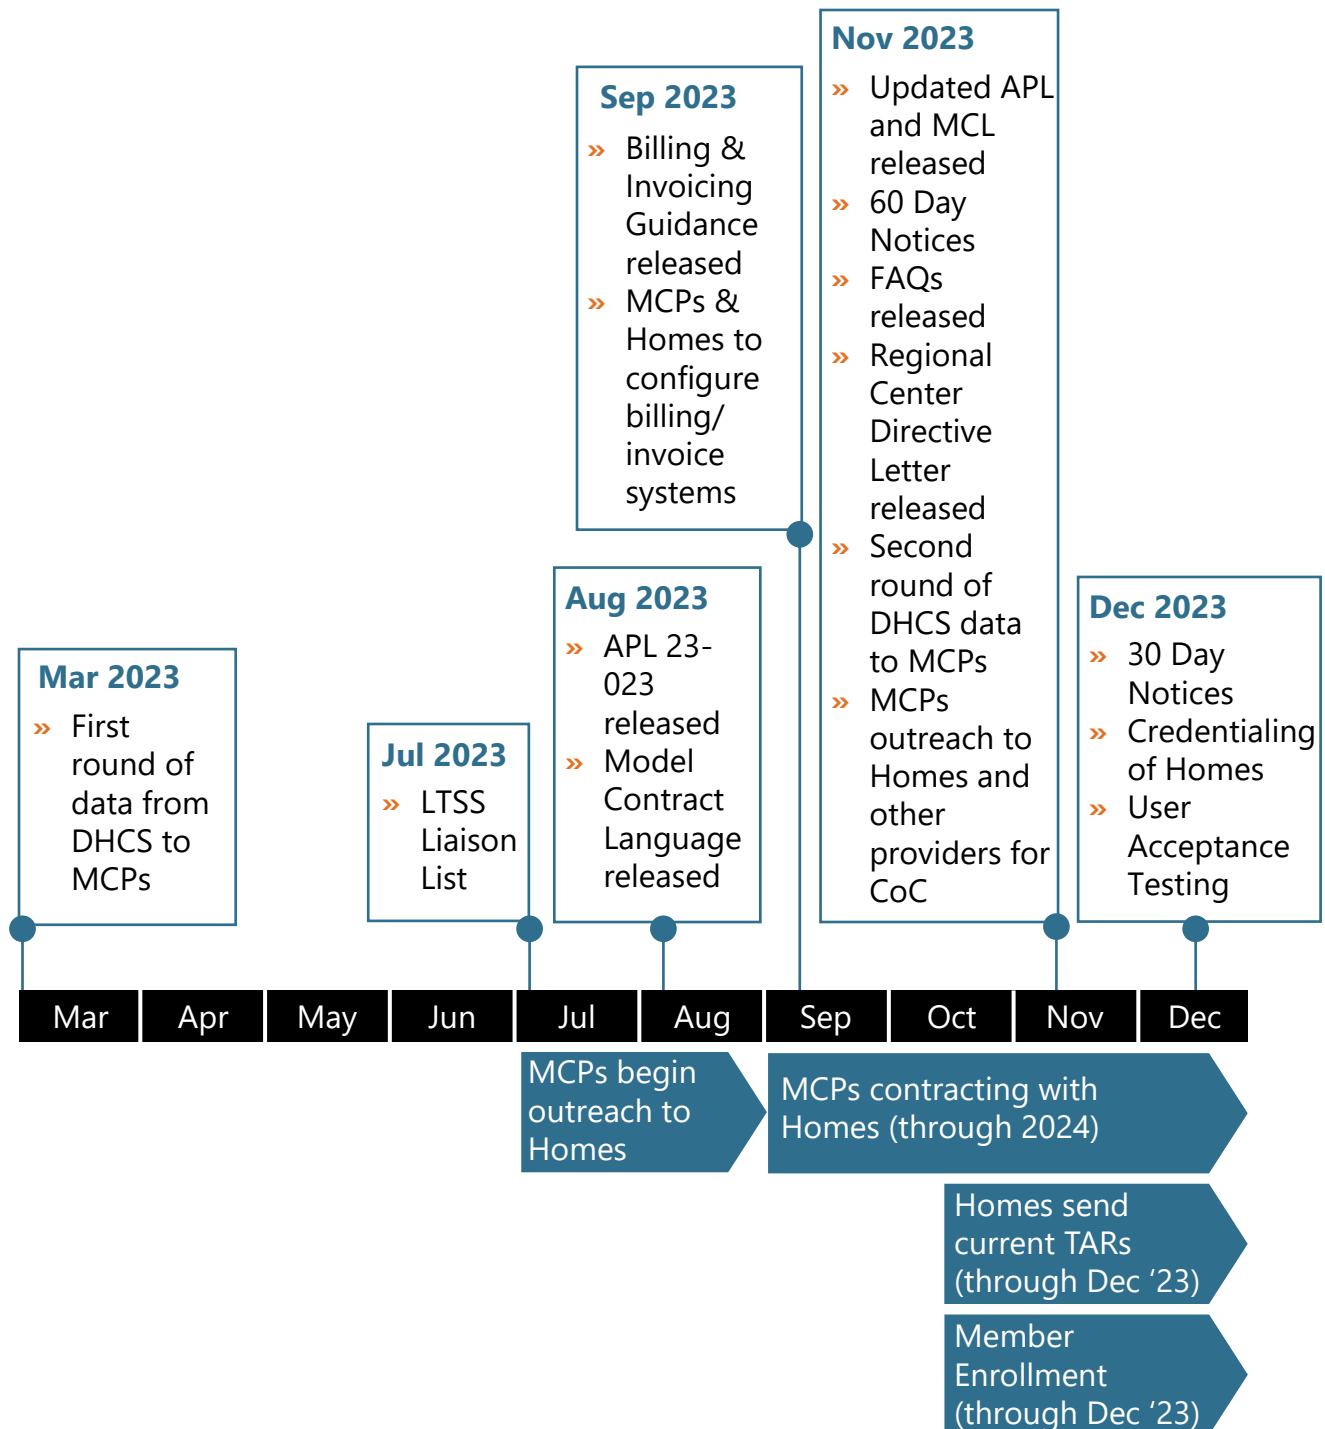 Mar 2023
» First
round of
data from
DHCS to
MCPs
Jul 2023
» LTSS
Liaison
List
Aug 2023
» APL 23-
023
released
» Model
Contract
Language
released
Sep 2023
» Billing &
Invoicing
Guidance
released
» MCPs &
Homes to
configure
billing/
invoice
systems
Nov 2023
» Updated APL
and MCL
released
» 60 Day
Notices
» FAQs
released
» Regional
Center
Directive
Letter
released
» Second
round of
DHCS data
to MCPs
» MCPs
outreach to
Homes and
other
providers for
CoC
Dec 2023
» 30 Day
Notices
» Credentialing
of Homes
» User
Acceptance
Testing
Mar Apr May Jun Jul Aug Sep Oct Nov Dec
MCPs begin
outreach to
Homes
MCPs contracting with
Homes (through 2024)
Homes send
current TARs
(through Dec ‘23)
Member
Enrollment
(through Dec ‘23)